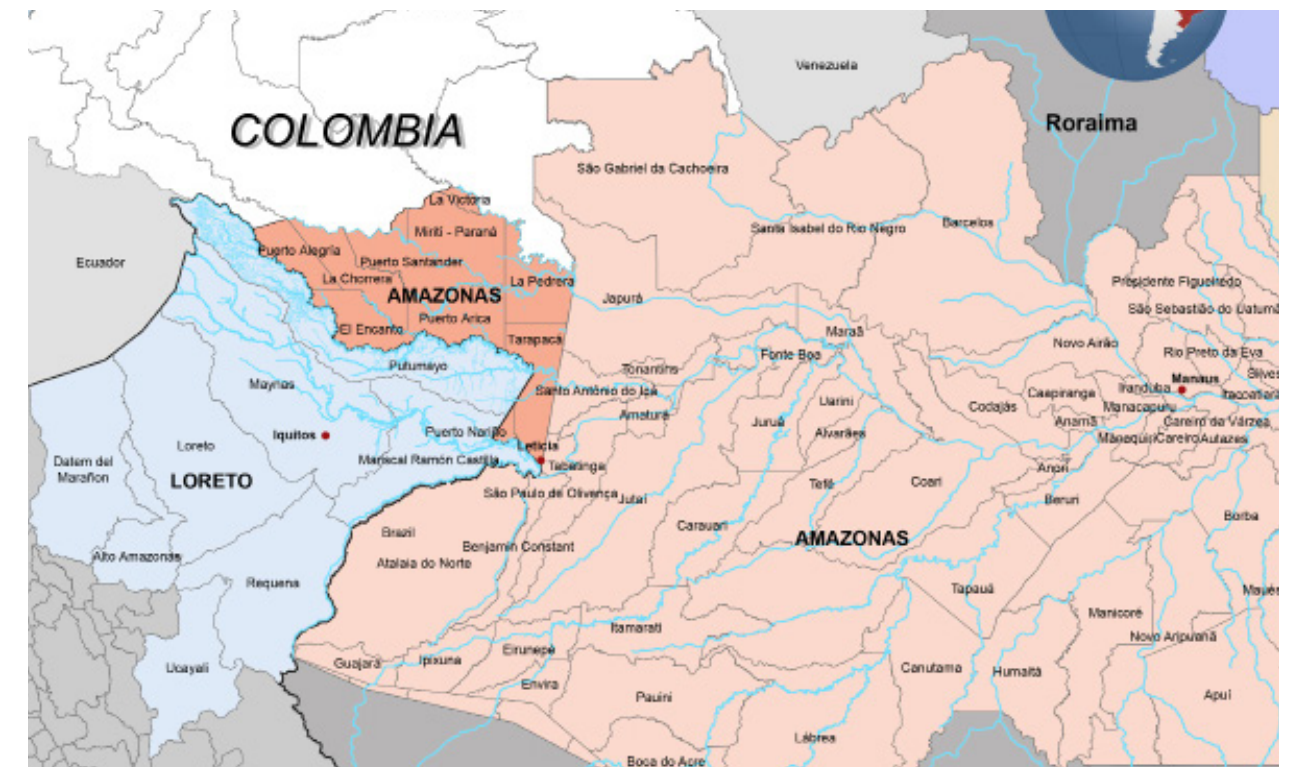 Venezuela
COLOMBIA
Roraima
São Gabriel da Cachoeira
La Victoria
Santa Isabel do Rio Negro
Barcelos
Miriti - Paraná
Puerto Alegría
Ecuador
Puerto Santander
La Chorrera
La Pedrera
Presidente Figueiredo
AMAZONAS
Japurá
São Sebastião do Uatumã
Puerto Arica
El Encanto
Maraã
Tarapacá
Novo Airão
Fonte Boa
Rio Preto da Eva
Putumayo
Tonantins
Silves
Manaus
Maynas
Santo Antônio do Içá
Iranduba
Caapiranga
Itacoatiara
Uarini
Codajás
Manacapuru
Amaturá
Juruá
Anamã
Careiro da Várzea
Puerto Nariño
Iquitos
Alvarães
Manaquiri
Careiro
Autazes
Loreto
Leticia
Mariscal Ramón Castilla
Tabatinga
Datem del
Marañon
Anori
LORETO
Tefé
Coari
São Paulo de Olivença
Jutaí
Beruri
Borba
Carauari
Brazil
AMAZONAS
Benjamin Constant
Alto Amazonas
Atalaia do Norte
Requena
Tapauá
Maués
Manicoré
Itamarati
Novo Aripuanã
Eirunepé
Guajará
Ipixuna
Ucayali
Canutama
Humaitá
Envira
Pauini
Apuí
Lábrea
Boca do Acre